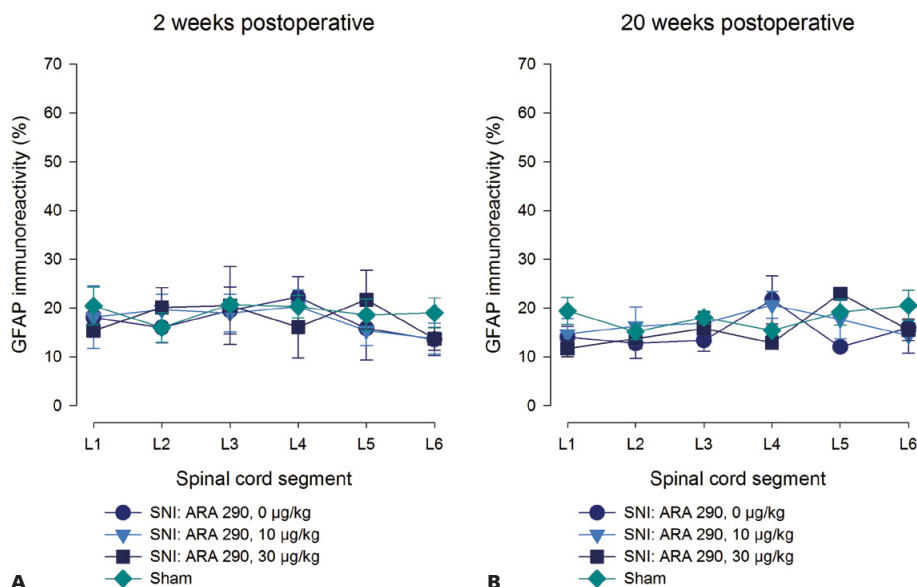 2 weeks postoperative
GFAP immunoreactivity (%)
70
60
50
40
30
20
10
0
L1 L2 L3 L4 L5 L6
Spinal cord segment
SNI: ARA 290, 0 µg/kg
SNI: ARA 290, 10 µg/kg
SNI: ARA 290, 30 µg/kg
Sham
A
20 weeks postoperative
GFAP immunoreactivity (%)
70
60
50
40
30
20
10
0
L1 L2 L3 L4 L5 L6
Spinal cord segment
SNI: ARA 290, 0 µg/kg
SNI: ARA 290, 10 µg/kg
SNI: ARA 290, 30 µg/kg
Sham
B